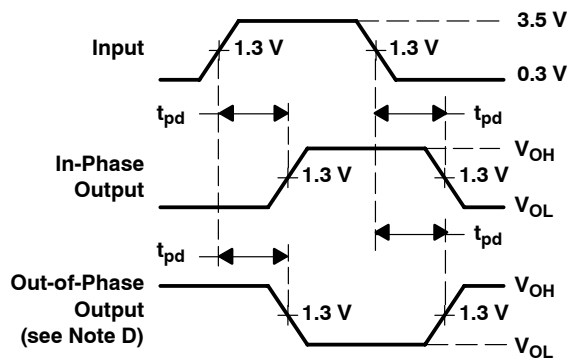 3.5 V
Input
1.3 V
1.3 V
0.3 V
tpd
tpd
In-Phase
Output
VOH
1.3 V
1.3 V
VOL
tpd
tpd
Out-of-Phase
Output
(see Note D)
VOH
1.3 V
1.3 V
VOL